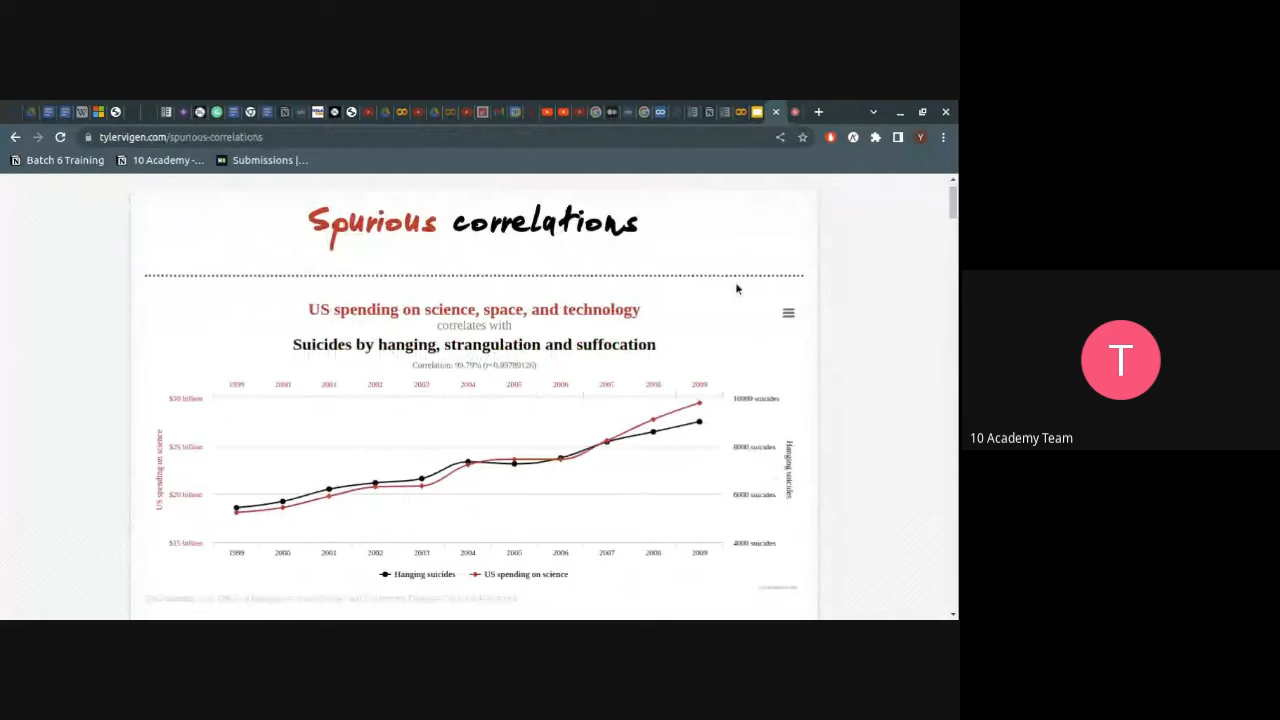 tylervigen.com/spurious-correlations
Y
Batch 6 Training
10 Academy -...
Submissions |...
Spurious correlations
US spending on science, space, and technology
correlates with
Suicides by hanging, strangulation and suffocation
Correlation: 99.79% (r=0.99789126)
1999 2000 2001 2002 2003 2004 2005 2006 2007 2008 2009
$30 billion 10000 suicides
$25 billion 8000 suicides
$20 billion 6000 suicides
$15 billion 4000 suicides
US spending on science
Hanging suicides
1999 2000 2001 2002 2003 2004 2005 2006 2007 2008 2009
Hanging suicides US spending on science
T
10 Academy Team